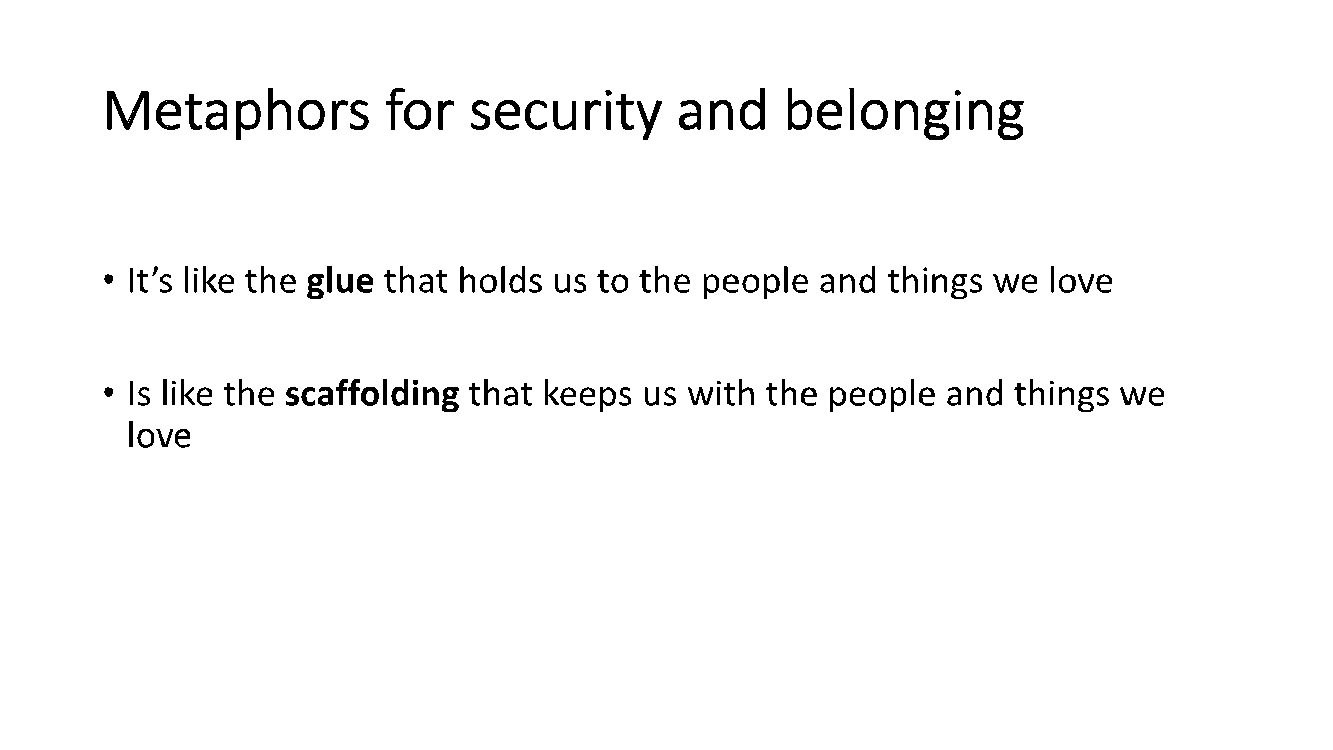 Metaphors for security and belonging
• It’s like the glue that holds us to the people and things we love
• Is like the scaffolding that keeps us with the people and things we
love